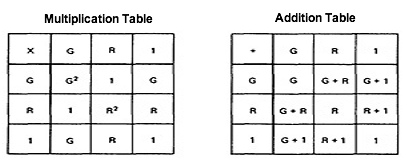 Multiplication Table
X G R 1
G G² 1 G
R 1 R² R
1 G R 1
Addition Table
+ G R 1
G G G+R G+1
R G+R R R+1
1 G+1 R+1 1